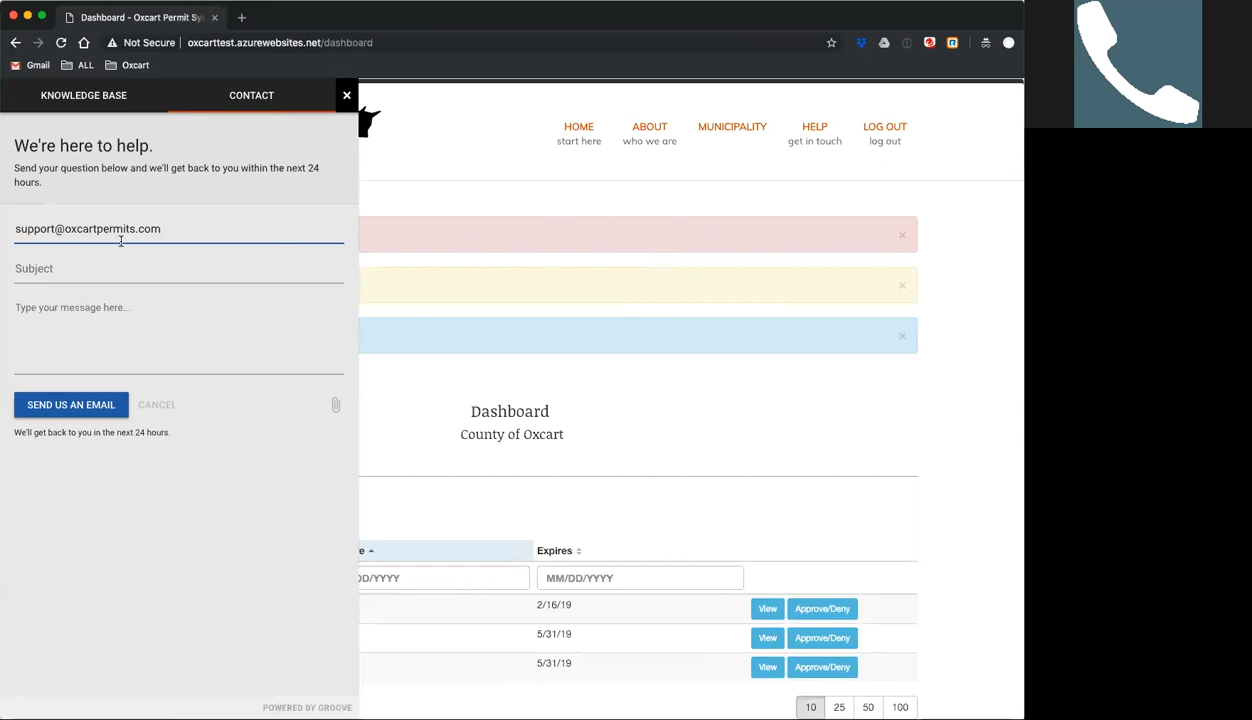 Dashboard - Oxcart Permit Sy
Not Secure | oxcarttest.azurewebsites.net/dashboard
Gmail ALL Oxcart
KNOWLEDGE BASE CONTACT
We're here to help.
Send your question below and we'll get back to you within the next 24
hours.
support@oxcartpermits.com
Subject
Type your message here...
SEND US AN EMAIL CANCEL
We'll get back to you in the next 24 hours.
POWERED BY GROOVE
HOME ABOUT MUNICIPALITY HELP LOG OUT
start here who we are get in touch log out
Dashboard
County of Oxcart
e Expires
DD/YYYY MM/DD/YYYY
2/16/19 View Approve/Deny
5/31/19 View Approve/Deny
5/31/19 View Approve/Deny
10 25 50 100